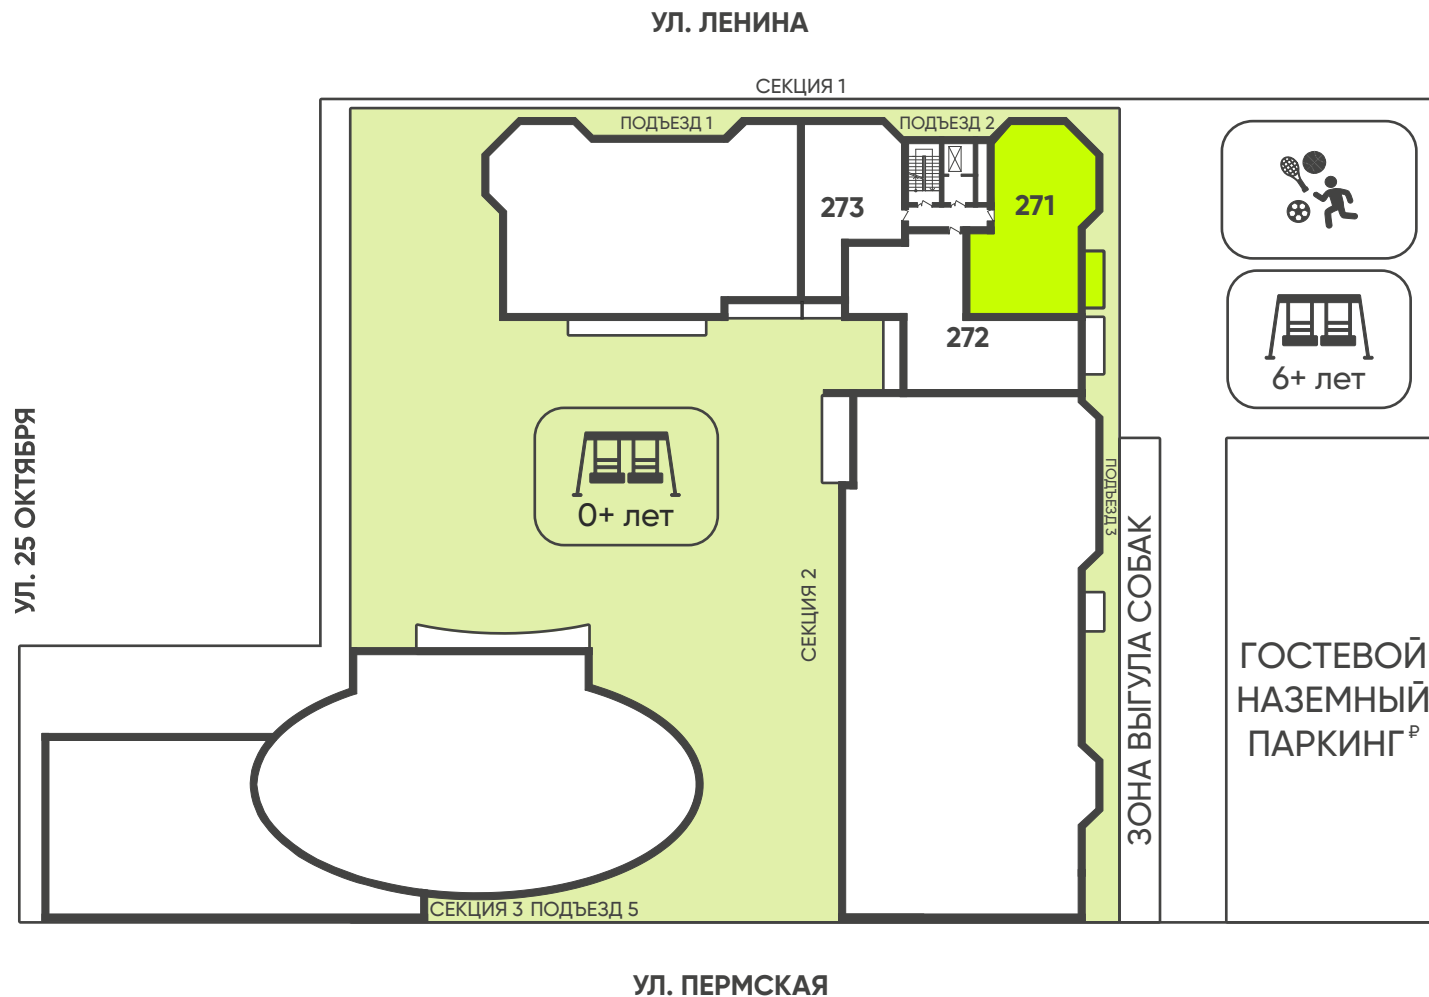 УЛ. ЛЕНИНА
СЕКЦИЯ 1
ПОДЪЕЗД 1
ПОДЪЕЗД 2
273
271
272
6+ лет
0+ лет
УЛ. 25 ОКТЯБРЯ
СЕКЦИЯ 2
ПОДЪЕЗД 3
ЗОНА ВЫГУЛА СОБАК
ГОСТЕВОЙ
НАЗЕМНЫЙ
ПАРКИНГ₽
СЕКЦИЯ 3 ПОДЪЕЗД 5
УЛ. ПЕРМСКАЯ